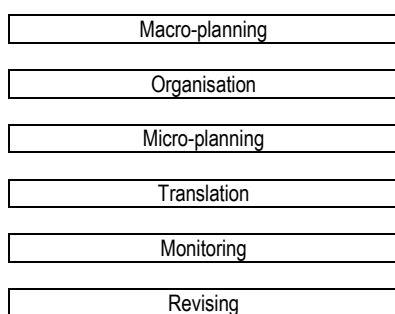 Macro-planning
Organisation
Micro-planning
Translation
Monitoring
Revising